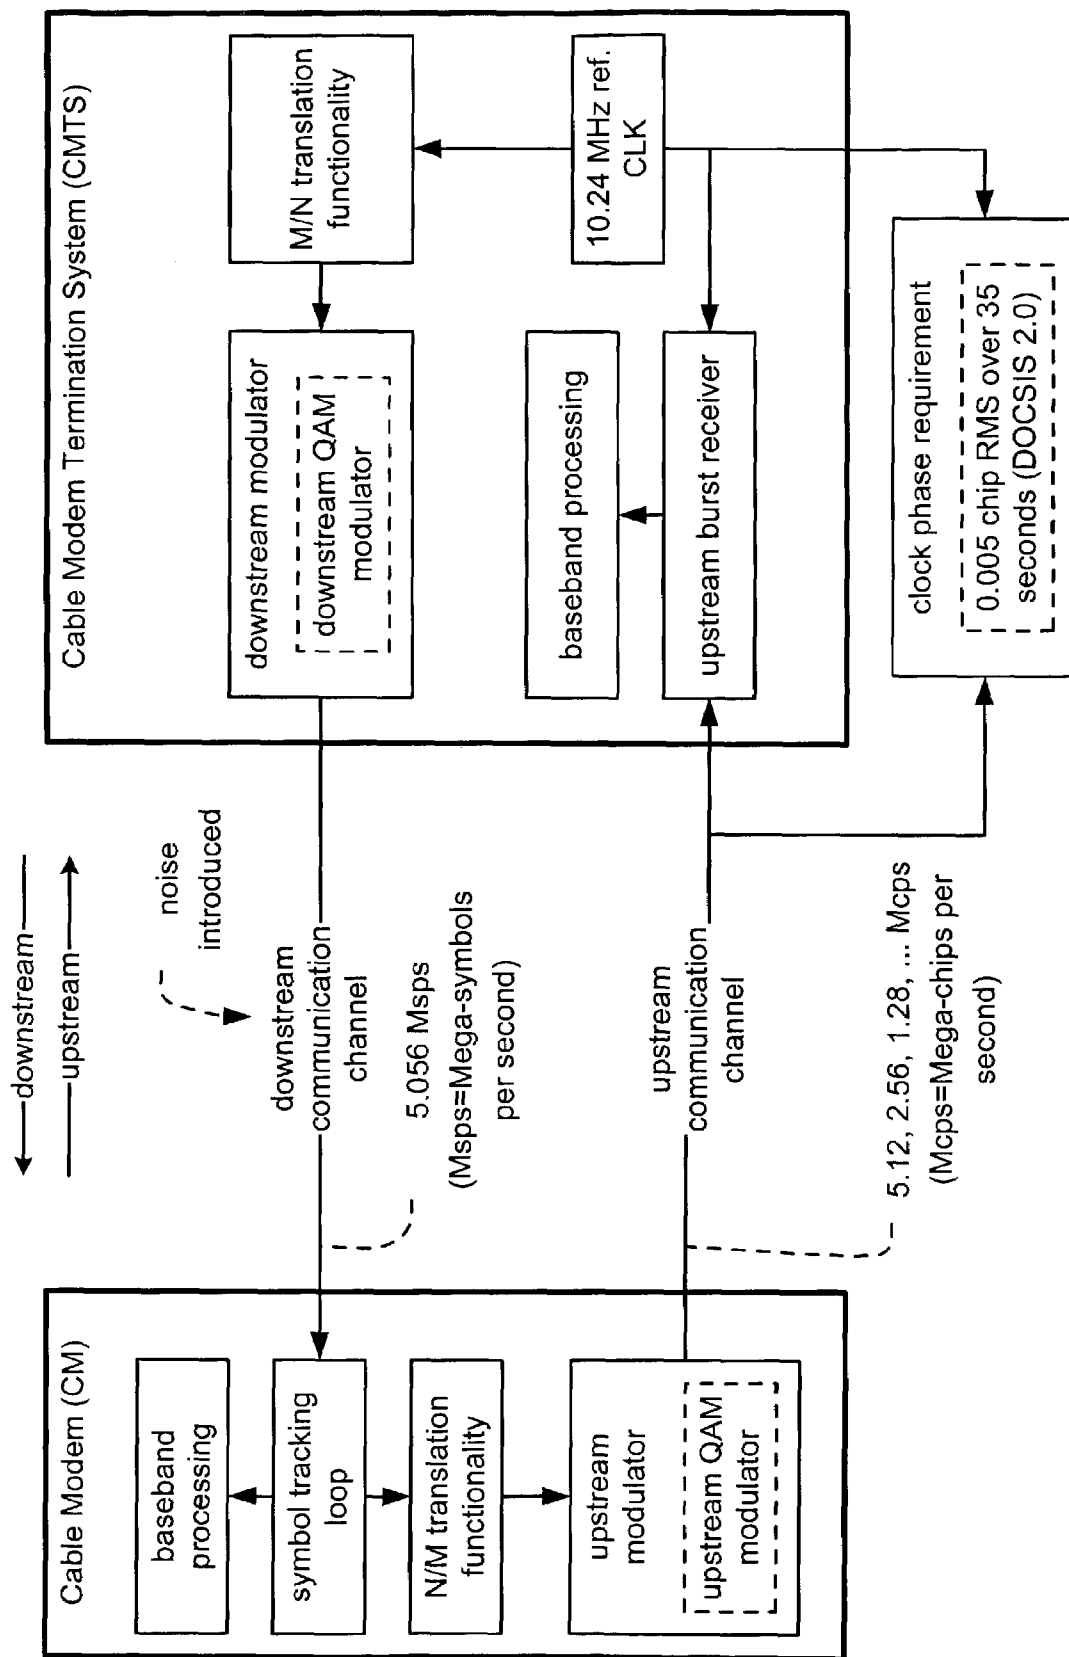 downstream
upstream
Cable Modem (CM)
baseband
processing
symbol tracking
loop
N/M translation
functionality
upstream
modulator
upstream QAM
modulator
noise
introduced
downstream
communication
channel
5.056 Msps
(Msps=Mega-symbols
per second)
upstream
communication
channel
5.12, 2.56, 1.28, ... Mcps
(Mcps=Mega-chips per
second)
Cable Modem Termination System (CMTS)
downstream modulator
downstream QAM
modulator
M/N translation
functionality
baseband processing
upstream burst receiver
10.24 MHz ref.
CLK
clock phase requirement
0.005 chip RMS over 35
seconds (DOCSIS 2.0)